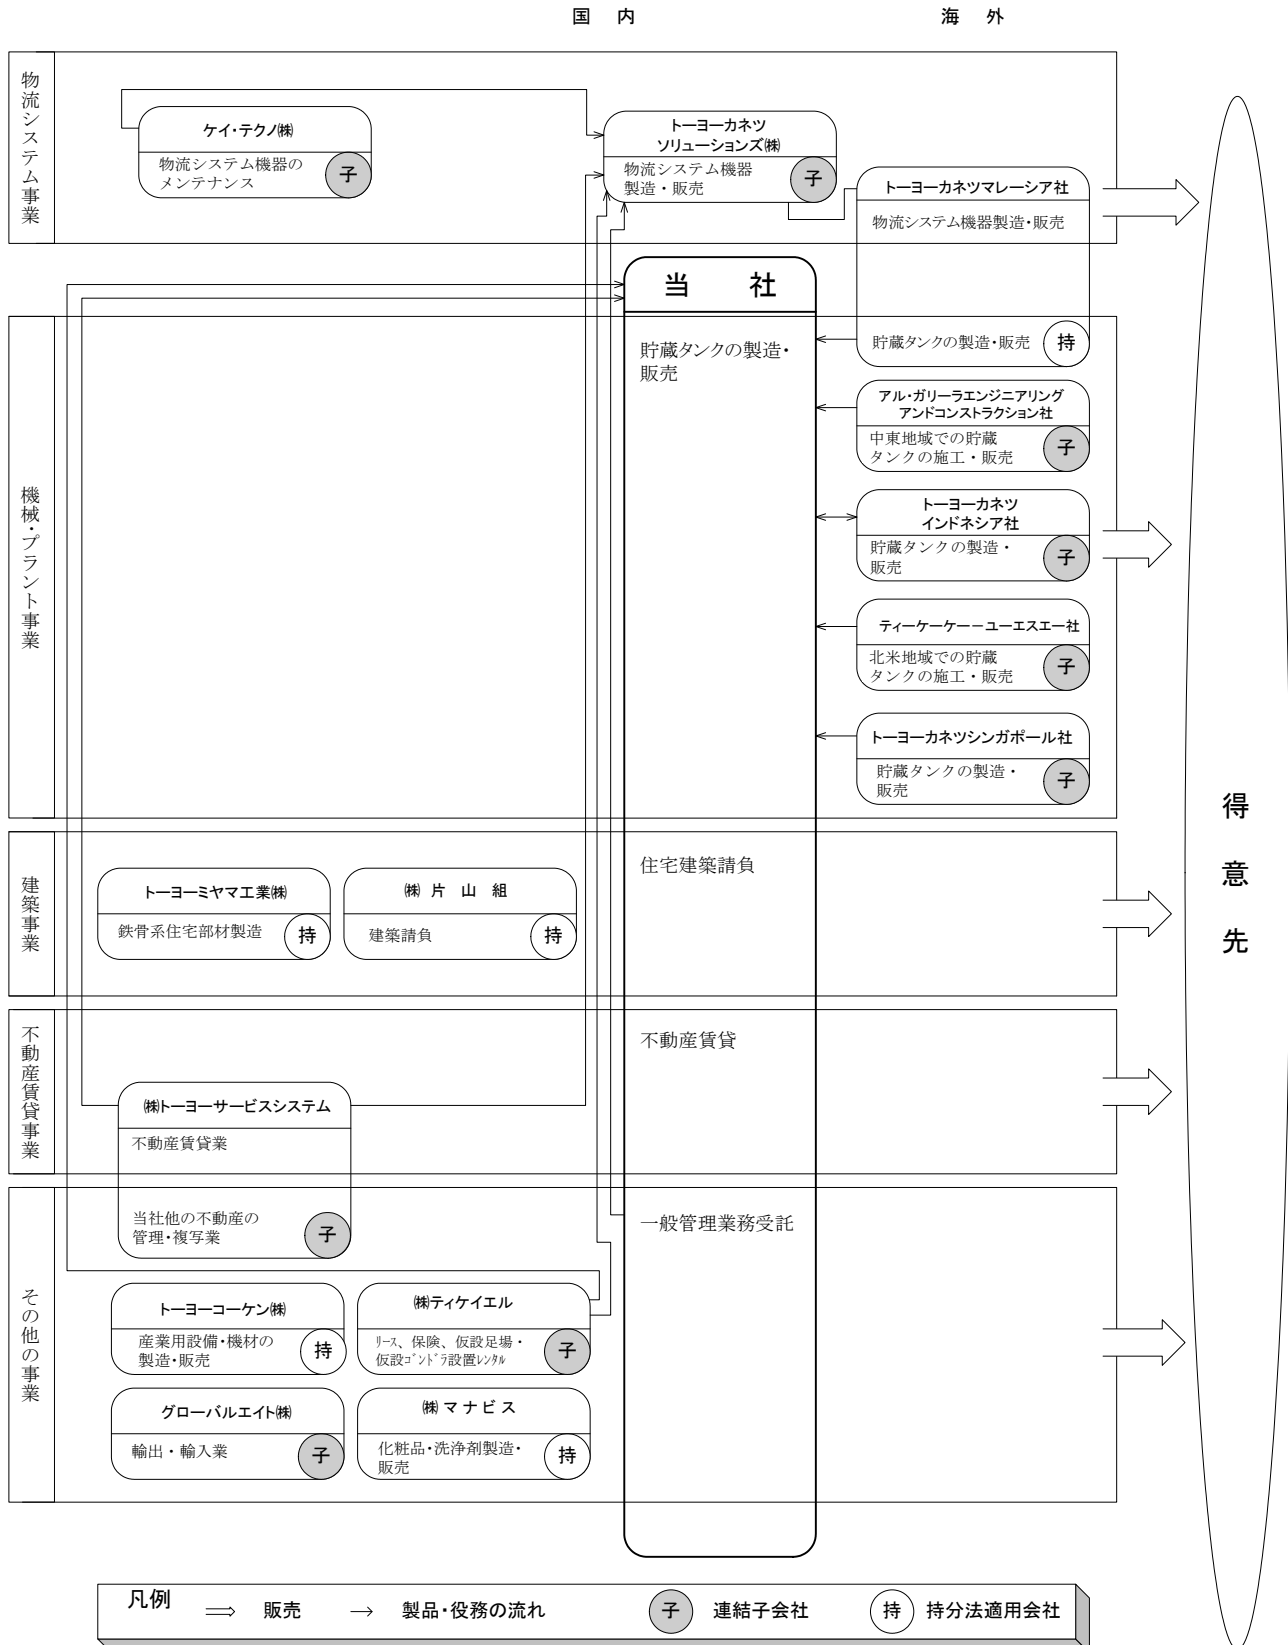 国 内
海 外
物流システム事業
ケイ・テクノ㈱
物流システム機器の
メンテナンス
子
トーヨーカネツ
ソリューションズ㈱
物流システム機器
製造・販売
子
トーヨーカネツマレーシア社
物流システム機器製造・販売
貯蔵タンクの製造・販売
持
当 社
機械・プラント事業
貯蔵タンクの製造・
販売
アル・ガリーラエンジニアリング
アンドコンストラクション社
中東地域での貯蔵
タンクの施工・販売
子
トーヨーカネツ
インドネシア社
貯蔵タンクの製造・
販売
子
ティーケーケーーユーエスエー社
北米地域での貯蔵
タンクの施工・販売
子
トーヨーカネツシンガポール社
貯蔵タンクの製造・
販売
子
建築事業
トーヨーミヤマ工業㈱
鉄骨系住宅部材製造
持
㈱ 片 山 組
建築請負
持
住宅建築請負
不動産賃貸事業
㈱トーヨーサービスシステム
不動産賃貸業
当社他の不動産の
管理・複写業
子
不動産賃貸
その他の事業
一般管理業務受託
トーヨーコーケン㈱
産業用設備・機材の
製造・販売
持
㈱ティケイエル
ﾘｰｽ、保険、仮設足場・
仮設ｺﾞﾝﾄﾞﾗ設置ﾚﾝﾀﾙ
子
グローバルエイト㈱
輸出・輸入業
子
㈱ マ ナ ビ ス
化粧品・洗浄剤製造・
販売
持
得意先
凡例 ⇒ 販売 → 製品・役務の流れ 子 連結子会社 持 持分法適用会社